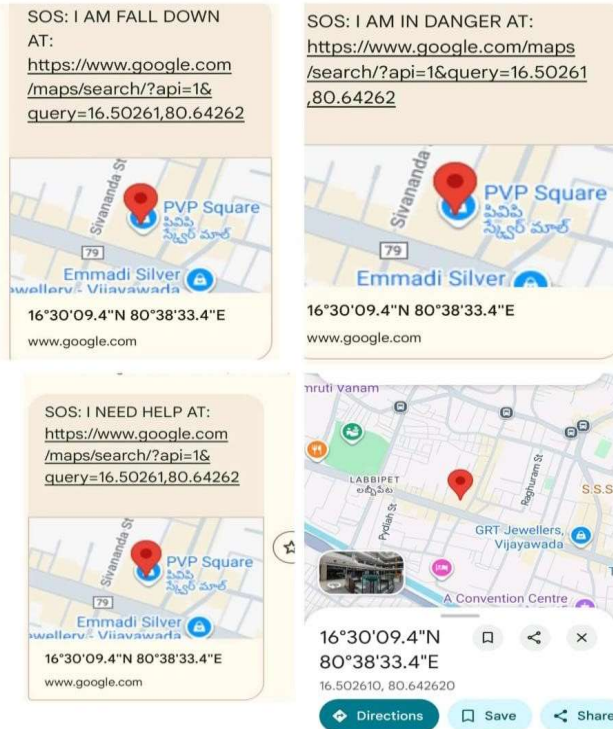 SOS: I AM FALL DOWN
AT:
https://www.google.com
/maps/search/?api=1&
query=16.50261,80.64262
Sivananda St
PVP Square
పివిపి
స్క్వేర్ మాల్
79
Emmadi Silver
ewellery - Vijayawada
16°30'09.4"N 80°38'33.4"E
www.google.com
SOS: I AM IN DANGER AT:
https://www.google.com/maps
/search/?api=1&query=16.50261
,80.64262
Sivananda
PVP Square
పివిపి
స్క్వేర్ మాల్
79
Emmadi Silver
16°30'09.4"N 80°38'33.4"E
www.google.com
SOS: I NEED HELP AT:
https://www.google.com
/maps/search/?api=1&
query=16.50261,80.64262
Sivananda St
PVP Square
పివిపి
స్క్వేర్ మాల్
79
Emmadi Silver
ewellery - Vijayawada
16°30'09.4"N 80°38'33.4"E
www.google.com
mruti Vanam
LABBIPET
లబ్బీపేట
Raghuram St
S.S.S
Pydiah St
GRT Jewellers,
Vijayawada
A Convention Centre
16°30'09.4"N
80°38'33.4"E
16.502610, 80.642620
Directions
Save
Share